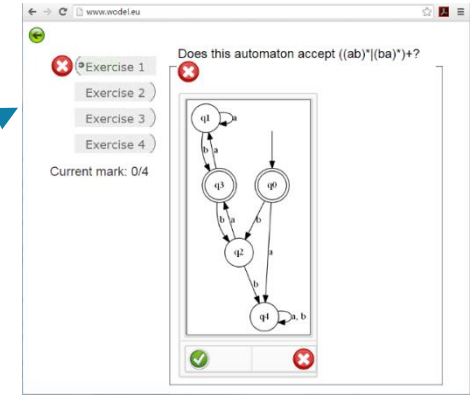 www.wodel.eu
Does this automaton accept ((ab)*|(ba)*)+?
Exercise 1
Exercise 2
Exercise 3
Exercise 4
Current mark: 0/4
q1
a
b a
q3
q0
b a
b
q2
a
b
q4
a, b